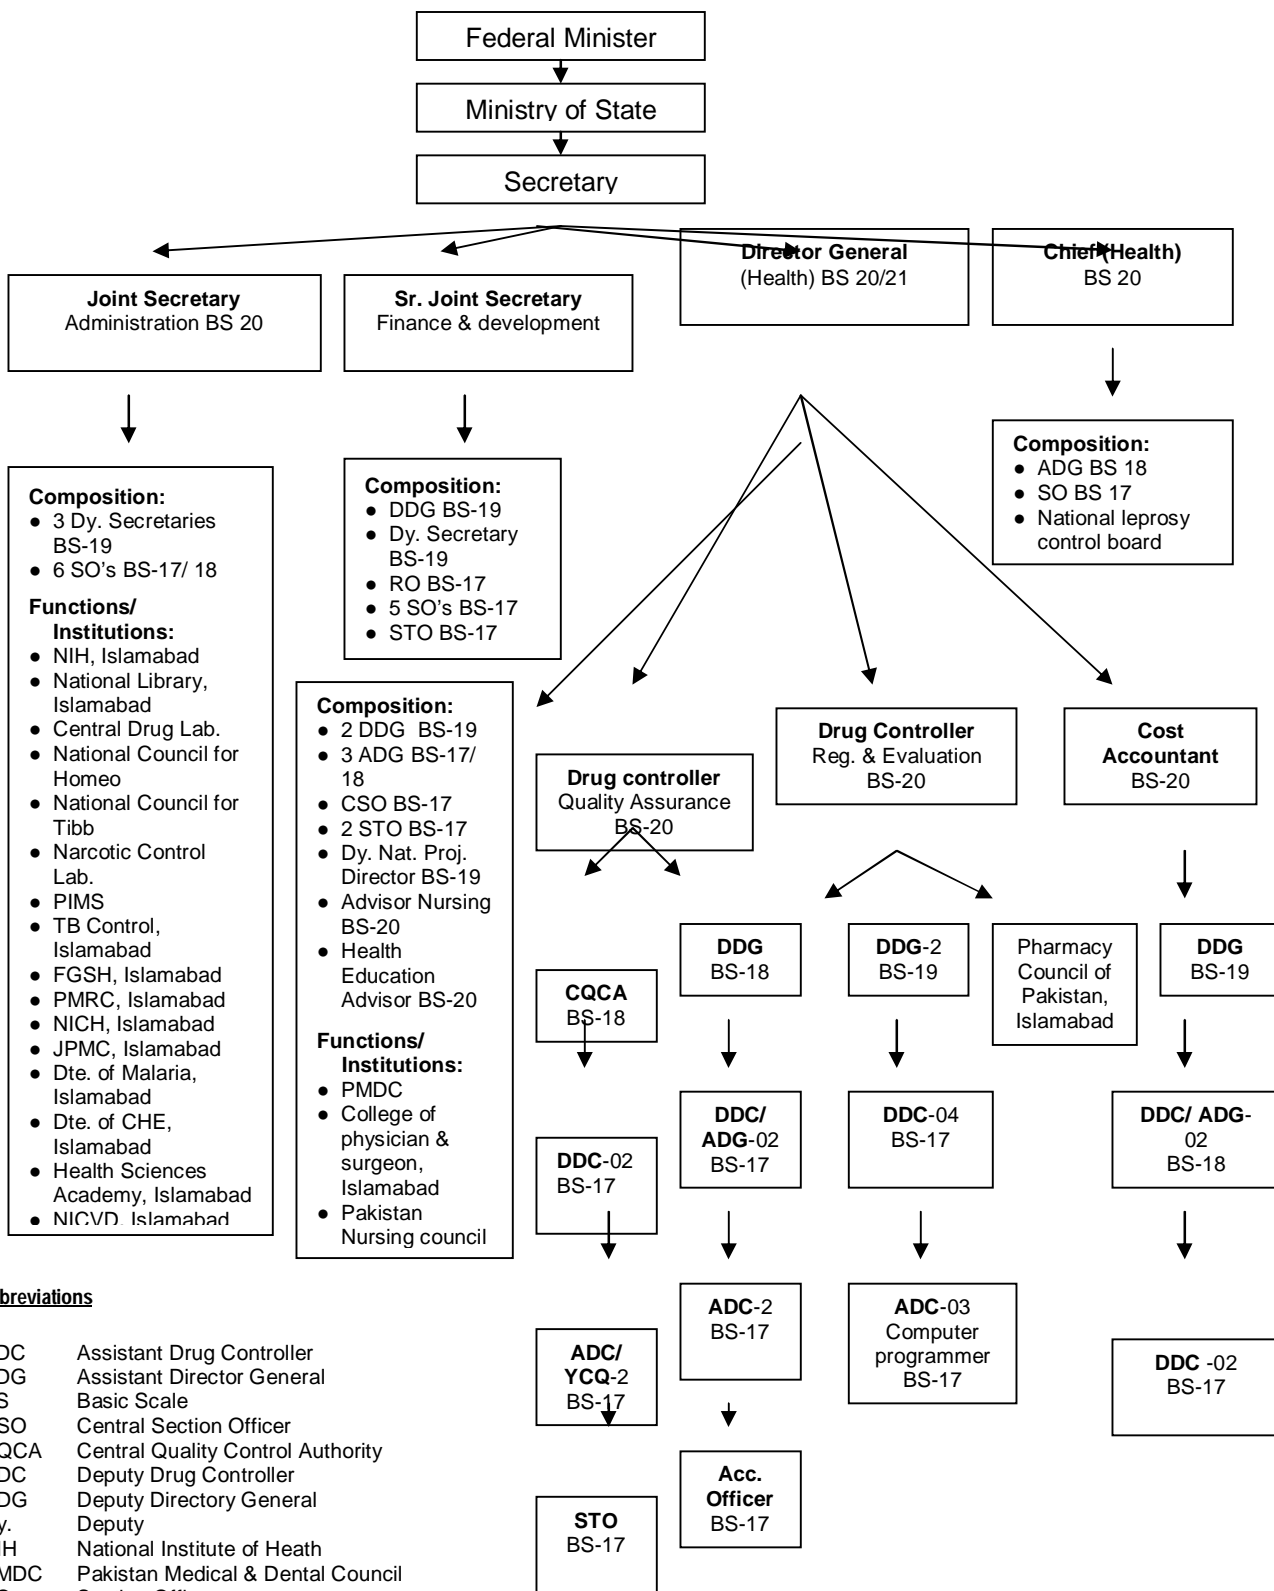 Federal Minister
Ministry of State
Secretary
Joint Secretary
Administration BS 20
Sr. Joint Secretary
Finance & development
Director General
(Health) BS 20/21
Chief (Health)
BS 20
Composition:
● 3 Dy. Secretaries
BS-19
● 6 SO's BS-17/ 18
Functions/
Institutions:
● NIH, Islamabad
● National Library,
Islamabad
● Central Drug Lab.
● National Council for
Homeo
● National Council for
Tibb
● Narcotic Control
Lab.
● PIMS
● TB Control,
Islamabad
● FGSH, Islamabad
● PMRC, Islamabad
● NICH, Islamabad
● JPMC, Islamabad
● Dte. of Malaria,
Islamabad
● Dte. of CHE,
Islamabad
● Health Sciences
Academy, Islamabad
● NICVD, Islamabad
Composition:
● DDG BS-19
● Dy. Secretary
BS-19
● RO BS-17
● 5 SO's BS-17
● STO BS-17
Composition:
● ADG BS 18
● SO BS 17
● National leprosy
control board
Composition:
● 2 DDG BS-19
● 3 ADG BS-17/
18
● CSO BS-17
● 2 STO BS-17
● Dy. Nat. Proj.
Director BS-19
● Advisor Nursing
BS-20
● Health
Education
Advisor BS-20
Functions/
Institutions:
● PMDC
● College of
physician &
surgeon,
Islamabad
● Pakistan
Nursing council
Drug controller
Quality Assurance
BS-20
Drug Controller
Reg. & Evaluation
BS-20
Cost
Accountant
BS-20
CQCA
BS-18
DDG
BS-18
DDG-2
BS-19
Pharmacy
Council of
Pakistan,
Islamabad
DDG
BS-19
DDC-02
BS-17
DDC/
ADG-02
BS-17
DDC-04
BS-17
DDC/ ADG-
02
BS-18
ADC/
YCQ-2
BS-17
ADC-2
BS-17
ADC-03
Computer
programmer
BS-17
DDC -02
BS-17
STO
BS-17
Acc.
Officer
BS-17
breviations
DC Assistant Drug Controller
DG Assistant Director General
S Basic Scale
SO Central Section Officer
QCA Central Quality Control Authority
DC Deputy Drug Controller
DG Deputy Directory General
y. Deputy
IH National Institute of Heath
MDC Pakistan Medical & Dental Council